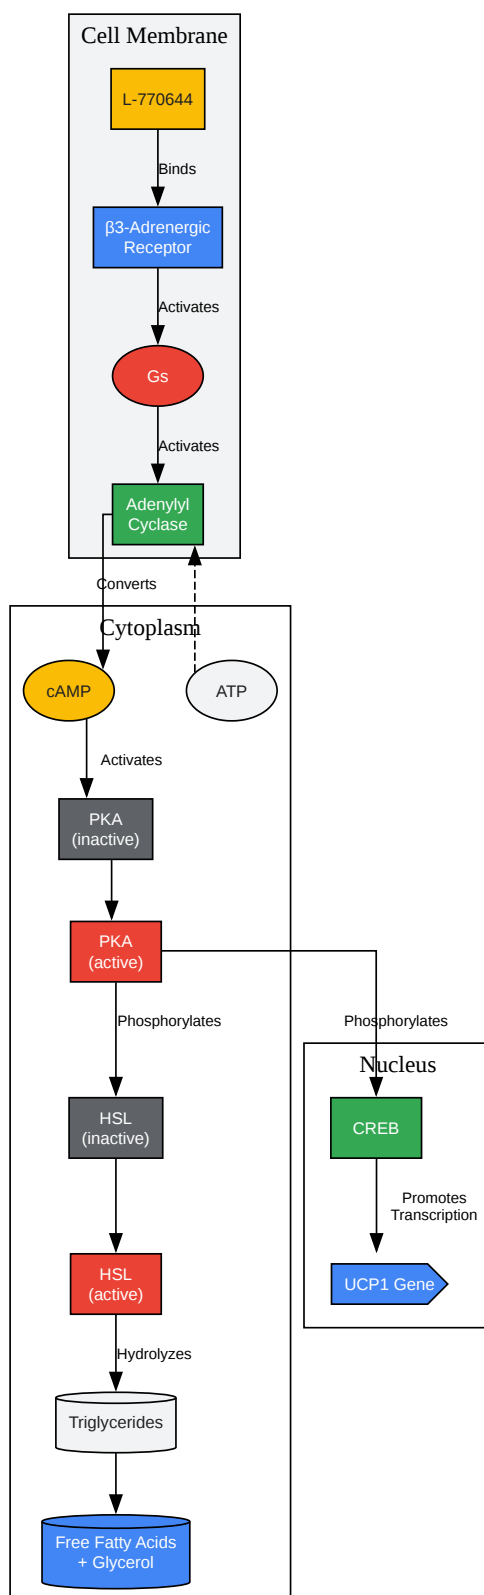 Cell Membrane
L-770644
Binds
β3-Adrenergic
Receptor
Activates
Gs
Activates
Adenylyl
Cyclase
Converts
Cytoplasm
cAMP
ATP
Activates
PKA
(inactive)
PKA
(active)
Phosphorylates
Phosphorylates
Nucleus
HSL
(inactive)
CREB
Promotes
Transcription
HSL
(active)
UCP1 Gene
Hydrolyzes
Triglycerides
Free Fatty Acids
+ Glycerol